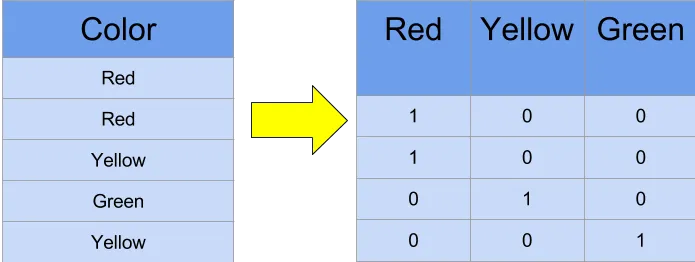 Color
Red
Red
Yellow
Green
Yellow
Red Yellow Green
1 0 0
1 0 0
0 1 0
0 0 1